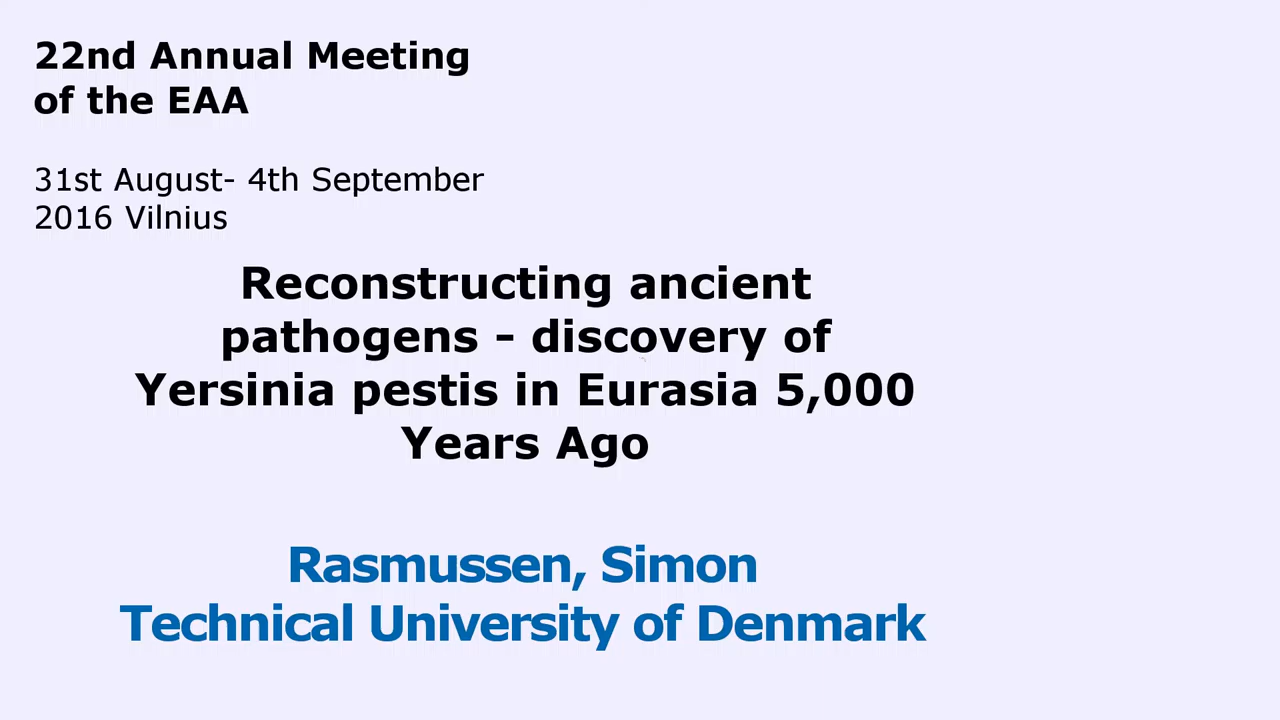 22nd Annual Meeting
of the EAA
31st August- 4th September
2016 Vilnius
Reconstructing ancient
pathogens – discovery of
Yersinia pestis in Eurasia 5,000
Years Ago
Rasmussen, Simon
Technical University of Denmark